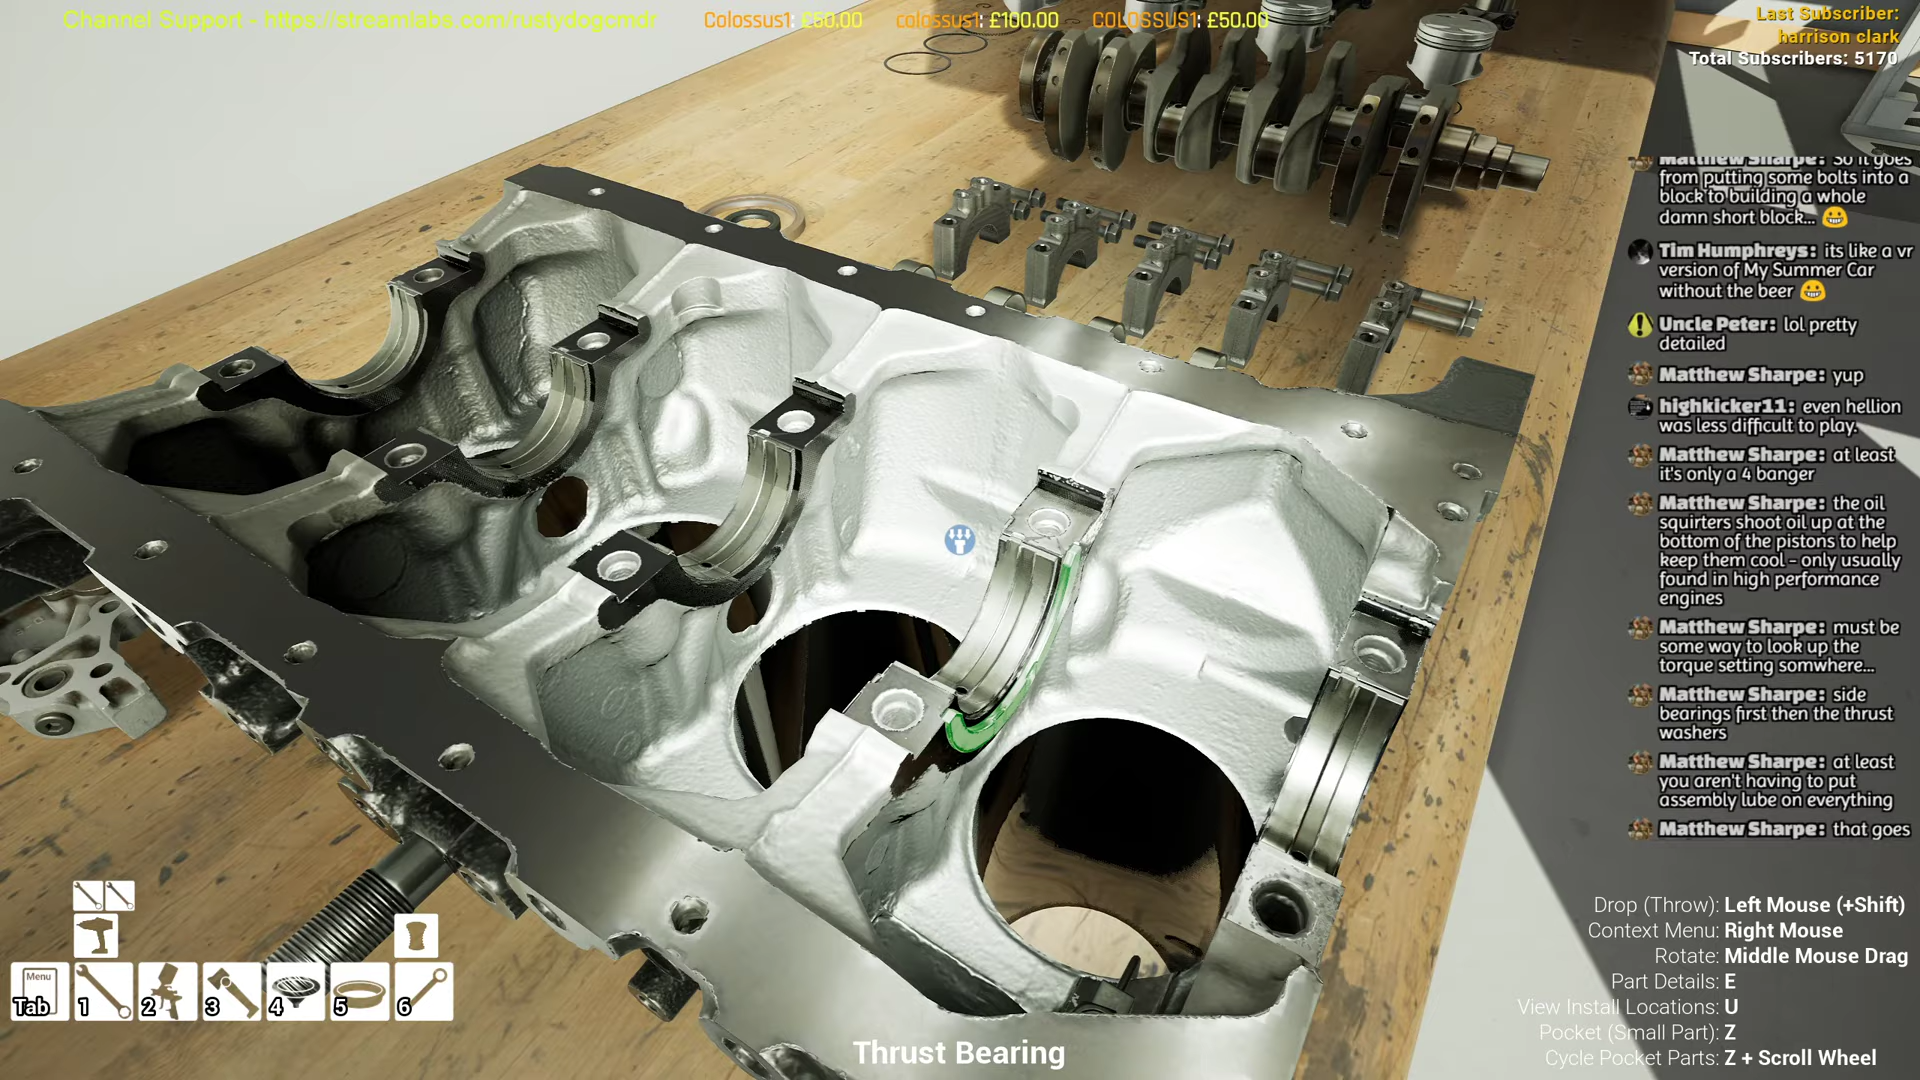 Channel Support - https://streamlabs.com/rustydogcmdr
Colossus1: £60.00 colossus1: £100.00 COLOSSUS1: £50.00
Last Subscriber:
harrison clark
Total Subscribers: 5170
Matthew Sharpe: So it goes
from putting some bolts into a
block to building a whole
damn short block... 😀
Tim Humphreys: its like a vr
version of My Summer Car
without the beer 😀
Uncle Peter: lol pretty
detailed
Matthew Sharpe: yup
highkicker11: even hellion
was less difficult to play.
Matthew Sharpe: at least
it's only a 4 banger
Matthew Sharpe: the oil
squirters shoot oil up at the
bottom of the pistons to help
keep them cool - only usually
found in high performance
engines
Matthew Sharpe: must be
some way to look up the
torque setting somwhere...
Matthew Sharpe: side
bearings first then the thrust
washers
Matthew Sharpe: at least
you aren't having to put
assembly lube on everything
Matthew Sharpe: that goes
Drop (Throw): Left Mouse (+Shift)
Context Menu: Right Mouse
Rotate: Middle Mouse Drag
Part Details: E
View Install Locations: U
Pocket (Small Part): Z
Cycle Pocket Parts: Z + Scroll Wheel
Menu
Tab 1 2 3 4 5 6
Thrust Bearing